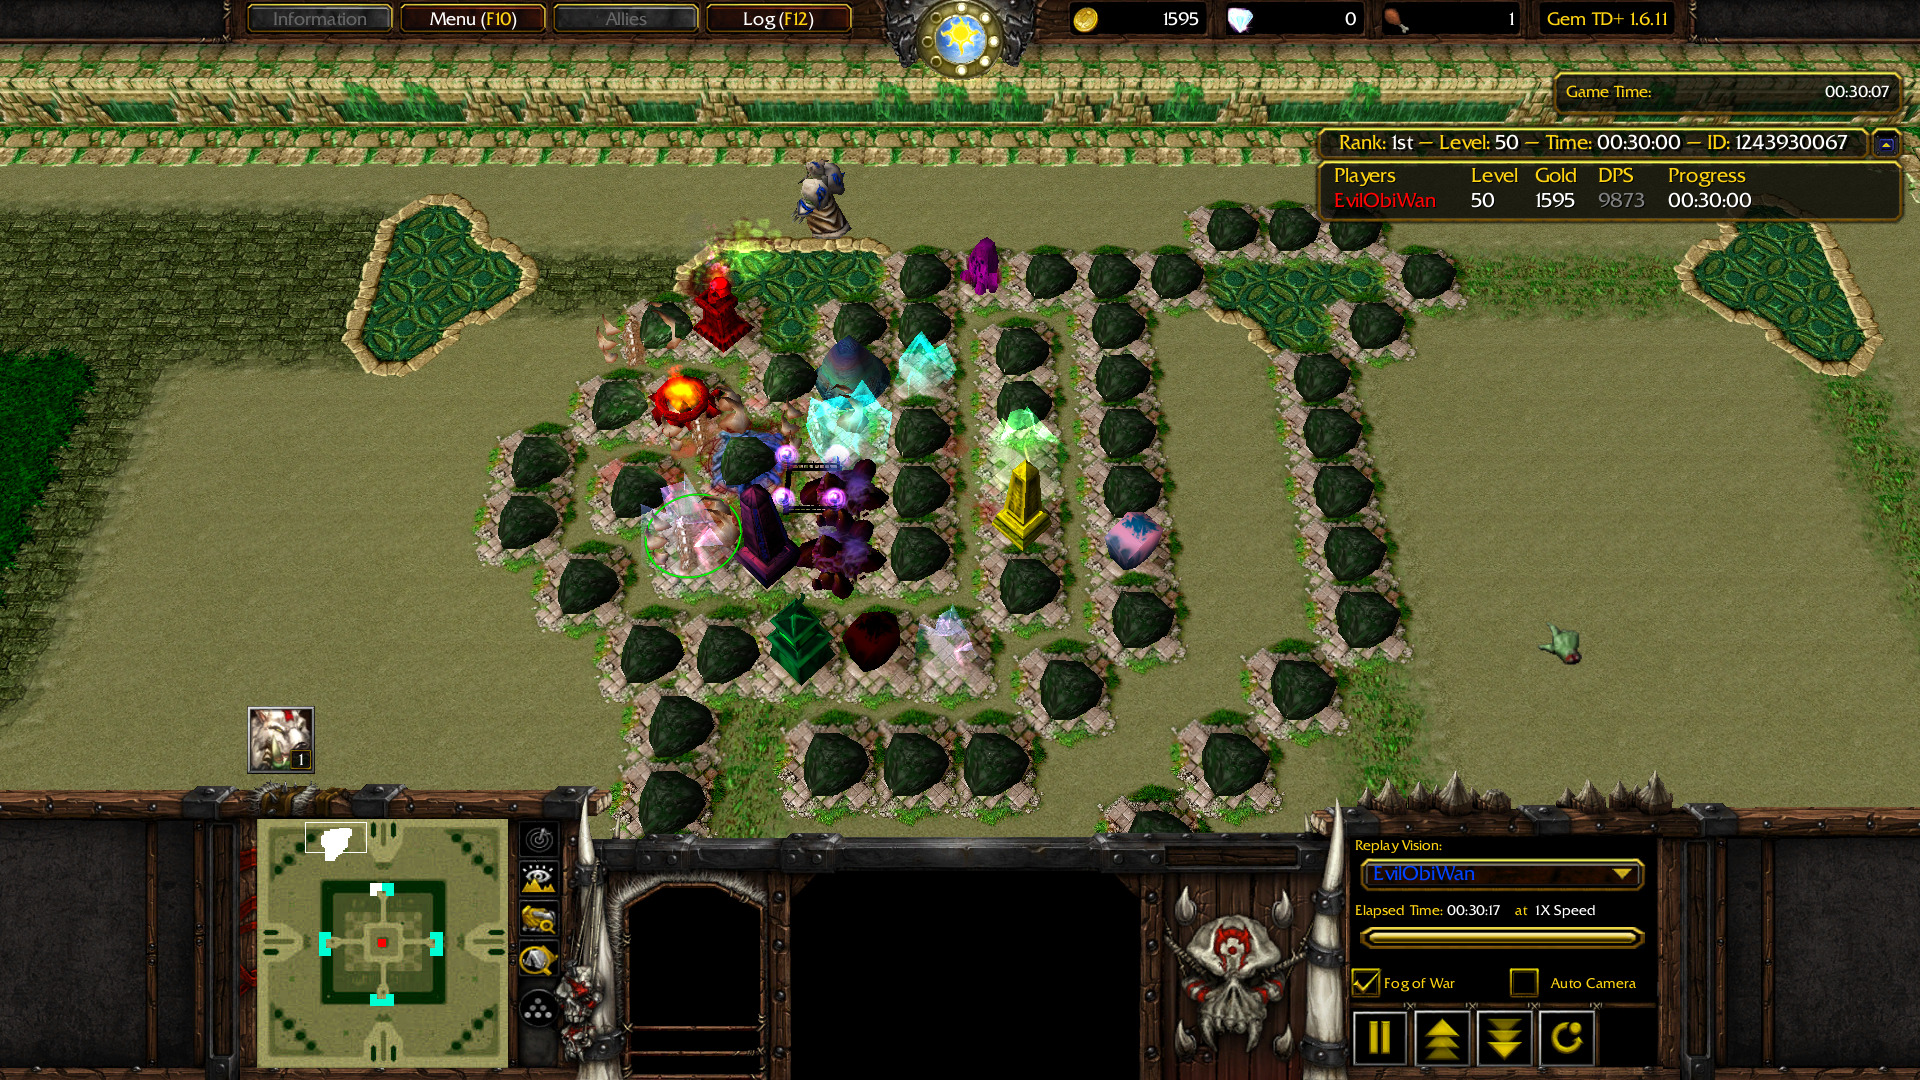 Information Menu (F10) Allies Log (F12) 1595 0 1 Gem TD+ 1.6.11
Game Time: 00:30:07
Rank: 1st — Level: 50 — Time: 00:30:00 — ID: 1243930067
Players Level Gold DPS Progress
EvilObiWan 50 1595 9873 00:30:00
1
Replay Vision:
EvilObiWan
Elapsed Time: 00:30:17 at 1X Speed
Fog of War Auto Camera